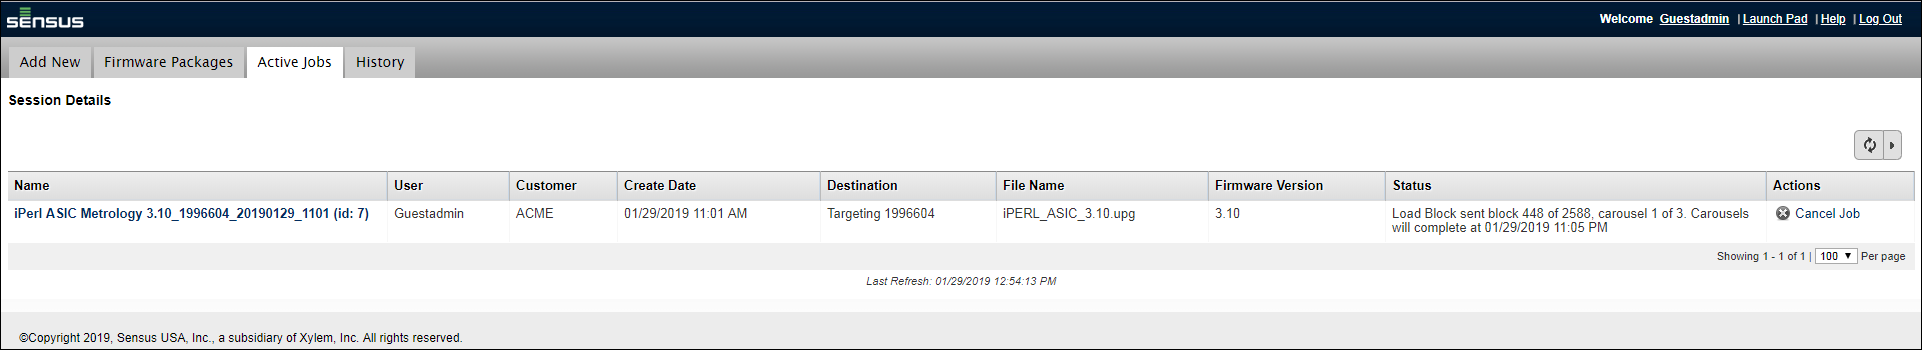 sensus
Welcome Guestadmin | Launch Pad | Help | Log Out
Add New Firmware Packages Active Jobs History
Session Details
Name User Customer Create Date Destination File Name Firmware Version Status Actions
iPerl ASIC Metrology 3.10_1996604_20190129_1101 (id: 7) Guestadmin ACME 01/29/2019 11:01 AM Targeting 1996604 iPERL_ASIC_3.10.upg 3.10 Load Block sent block 448 of 2588, carousel 1 of 3. Carousels Cancel Job
will complete at 01/29/2019 11:05 PM
Showing 1 - 1 of 1 | 100 Per page
Last Refresh: 01/29/2019 12:54:13 PM
©Copyright 2019, Sensus USA, Inc., a subsidiary of Xylem, Inc. All rights reserved.